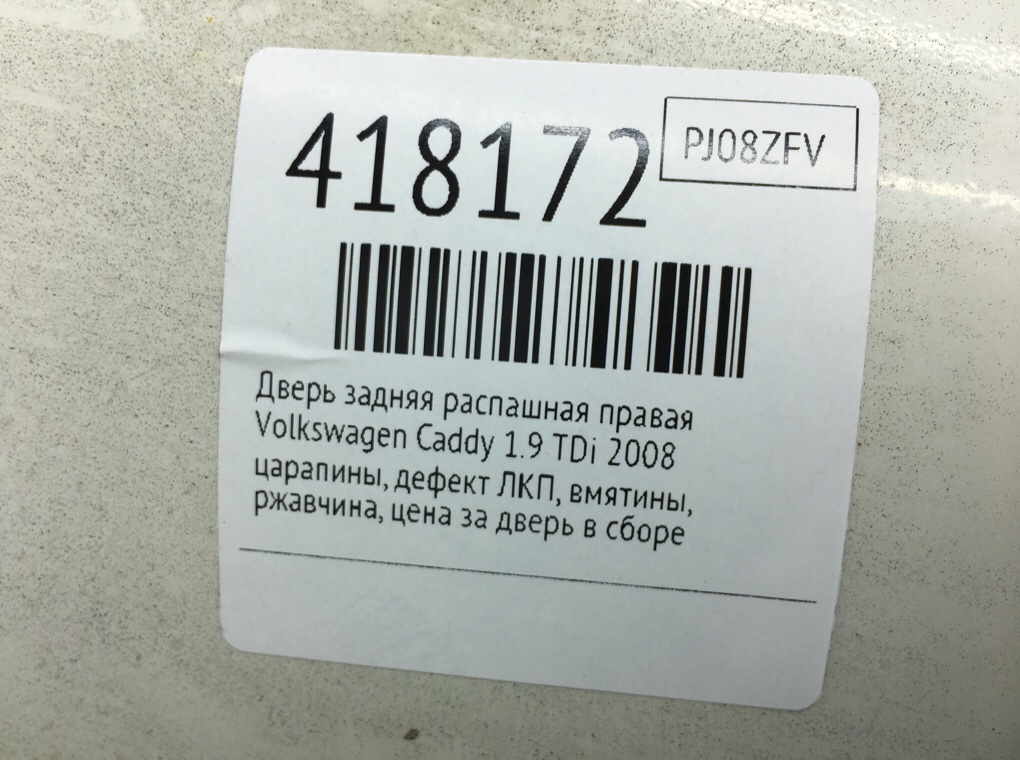 418172
PJ08ZFV
Дверь задняя распашная правая
Volkswagen Caddy 1.9 TDi 2008
царапины, дефект ЛКП, вмятины,
ржавчина, цена за дверь в сборе